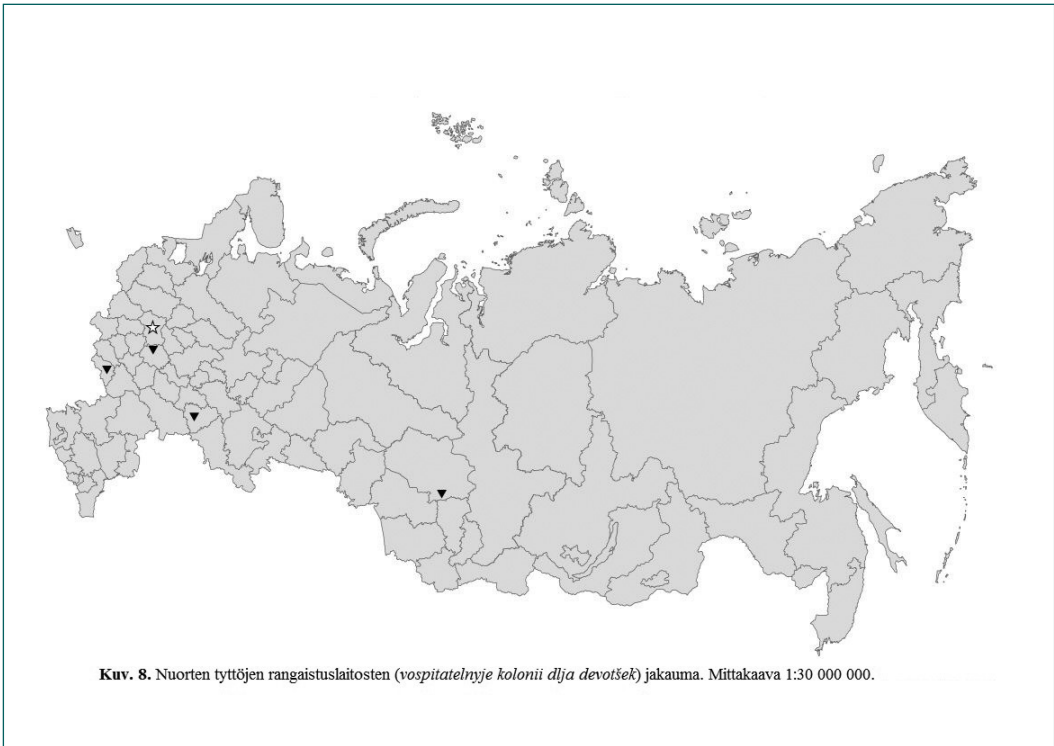 Kuv. 8. Nuorten tyttöjen rangaistuslaitosten (vospitatelnyje kolonii dlja devotšek) jakauma. Mittakaava 1:30 000 000.